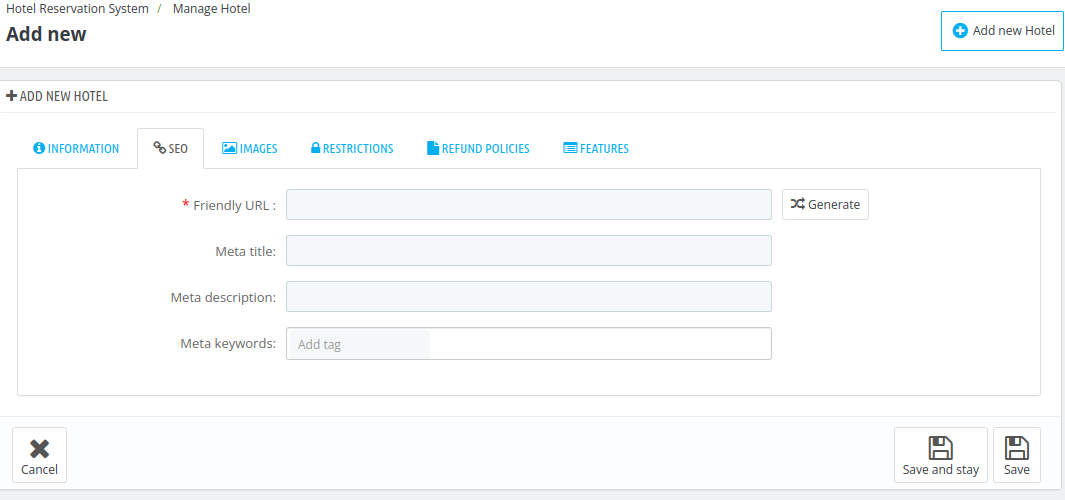 Hotel Reservation System / Manage Hotel
Add new
Add new Hotel
ADD NEW HOTEL
INFORMATION SEO IMAGES RESTRICTIONS REFUND POLICIES FEATURES
* Friendly URL : Generate
Meta title:
Meta description:
Meta keywords: Add tag
Cancel Save and stay Save